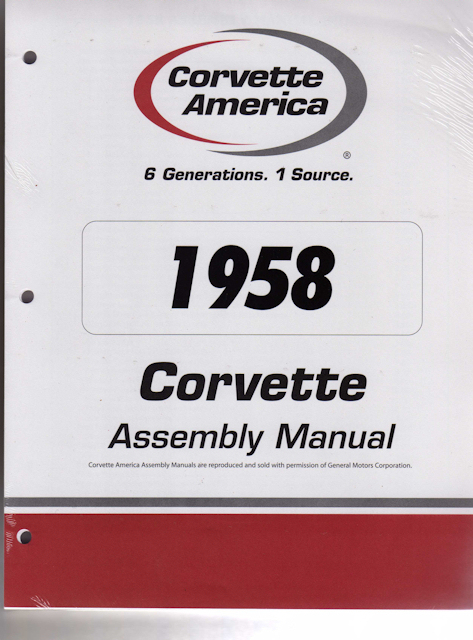 Corvette
America
®
6 Generations. 1 Source.
1958
Corvette
Assembly Manual
Corvette America Assembly Manuals are reproduced and sold with permission of General Motors Corporation.